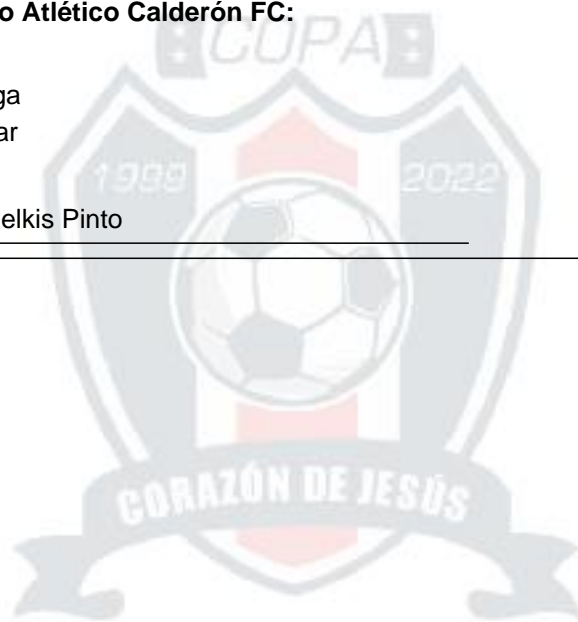 o Atlético Calderón FC:
COPA
ga
ar
1999 2022
elkis Pinto
CORAZÓN DE JESÚS